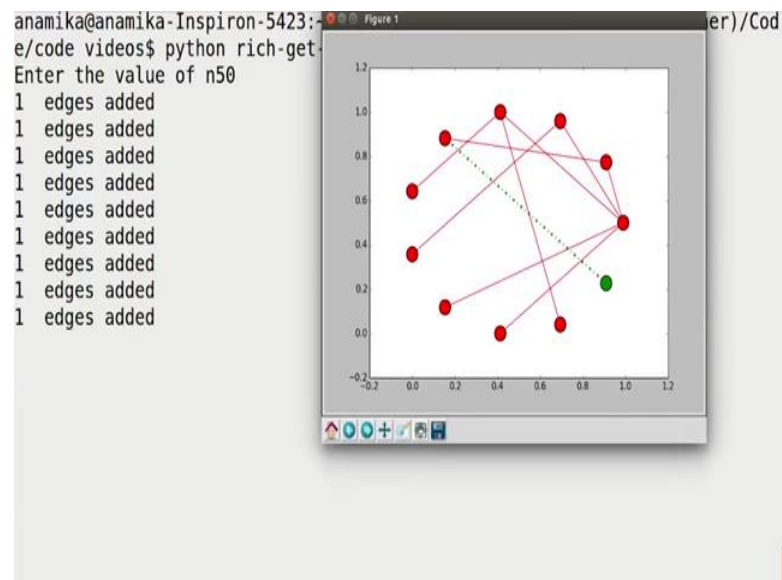 anamika@anamika-Inspiron-5423:~
er)/Cod
e/code videos$ python rich-get-
Enter the value of n50
1 edges added
1 edges added
1 edges added
1 edges added
1 edges added
1 edges added
1 edges added
1 edges added
1 edges added
Figure 1
1.2
1.0
0.8
0.6
0.4
0.2
0.0
−0.2
−0.2 0.0 0.2 0.4 0.6 0.8 1.0 1.2